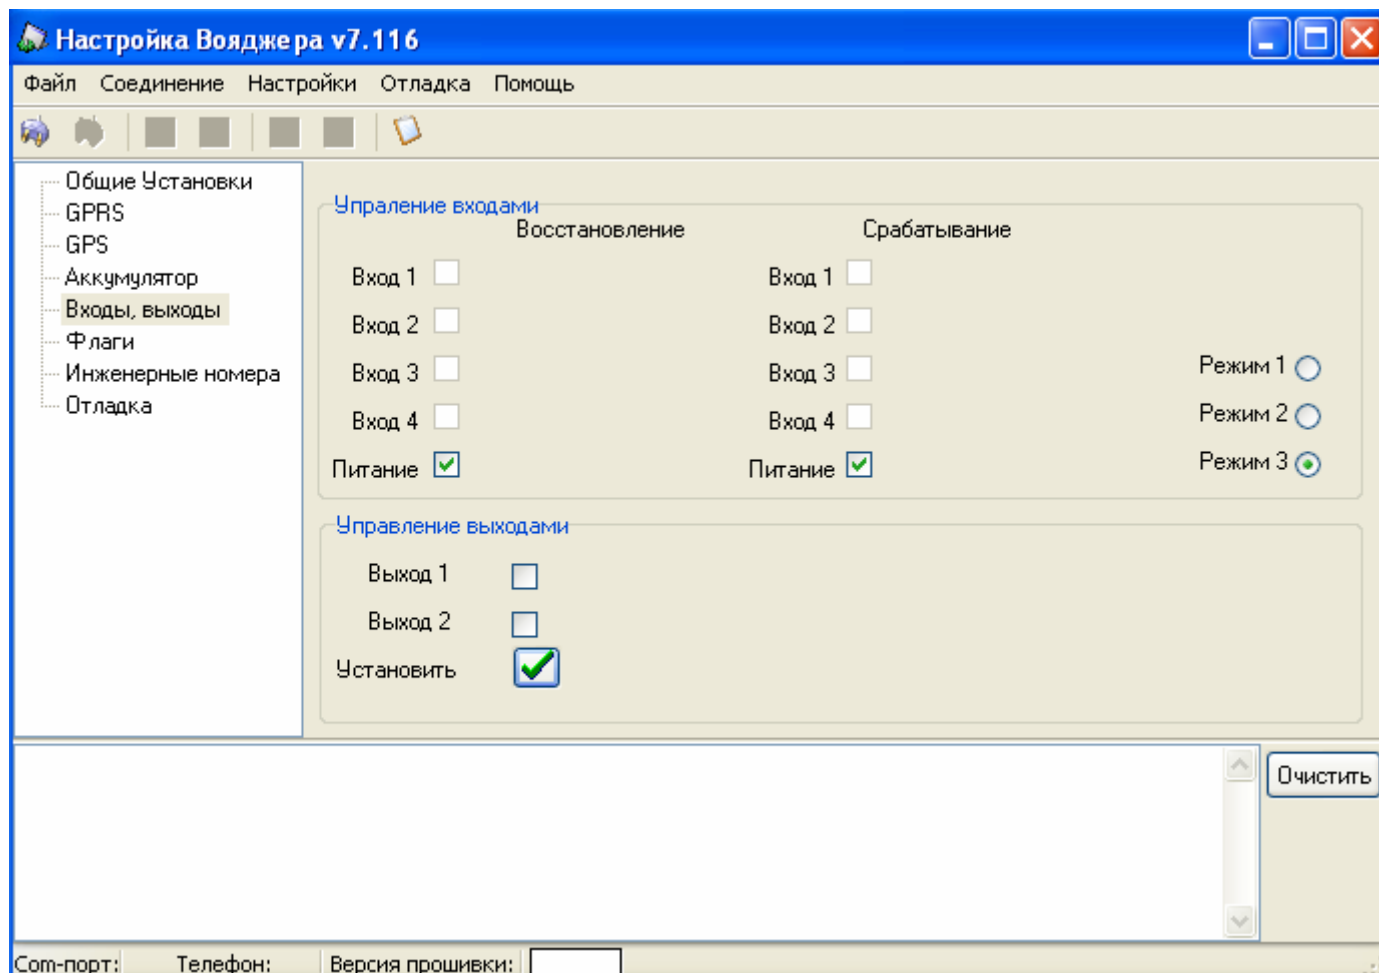 Настройка Вояджера v7.116
Файл Соединение Настройки Отладка Помощь
Общие Установки
GPRS
GPS
Аккумулятор
Входы, выходы
Флаги
Инженерные номера
Отладка
Упраление входами
Восстановление Срабатывание
Вход 1 Вход 1
Вход 2 Вход 2
Вход 3 Вход 3 Режим 1
Вход 4 Вход 4 Режим 2
Питание Питание Режим 3
Управление выходами
Выход 1
Выход 2
Установить
Очистить
Com-порт: Телефон: Версия прошивки: